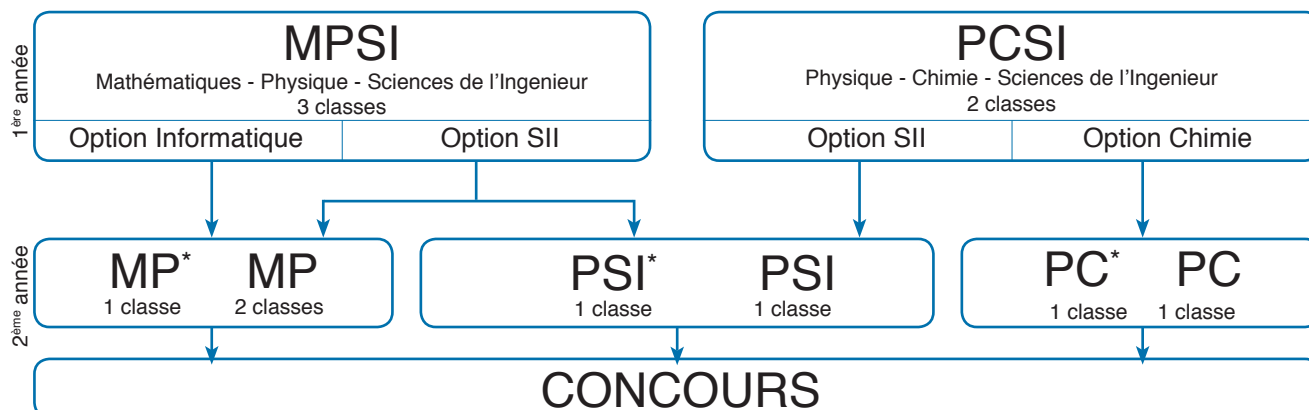 1ère année
MPSI
Mathématiques - Physique - Sciences de l'Ingenieur
3 classes
Option Informatique
Option SII
PCSI
Physique - Chimie - Sciences de l'Ingenieur
2 classes
Option SII
Option Chimie
2ème année
MP* MP
1 classe 2 classes
PSI* PSI
1 classe 1 classe
PC* PC
1 classe 1 classe
CONCOURS